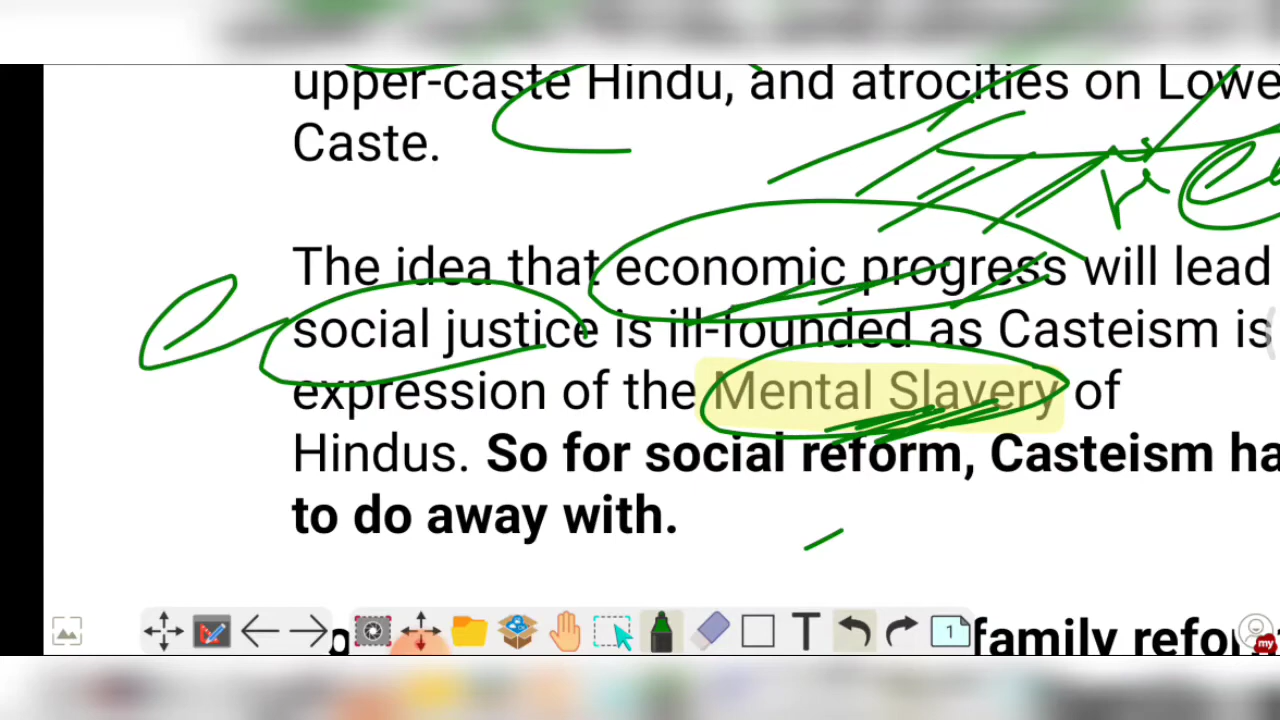 upper-caste Hindu, and atrocities on Lowe
Caste.
The idea that economic progress will lead
social justice is ill-founded as Casteism is
expression of the Mental Slavery of
Hindus. So for social reform, Casteism ha
to do away with.
family refor
T
1
my